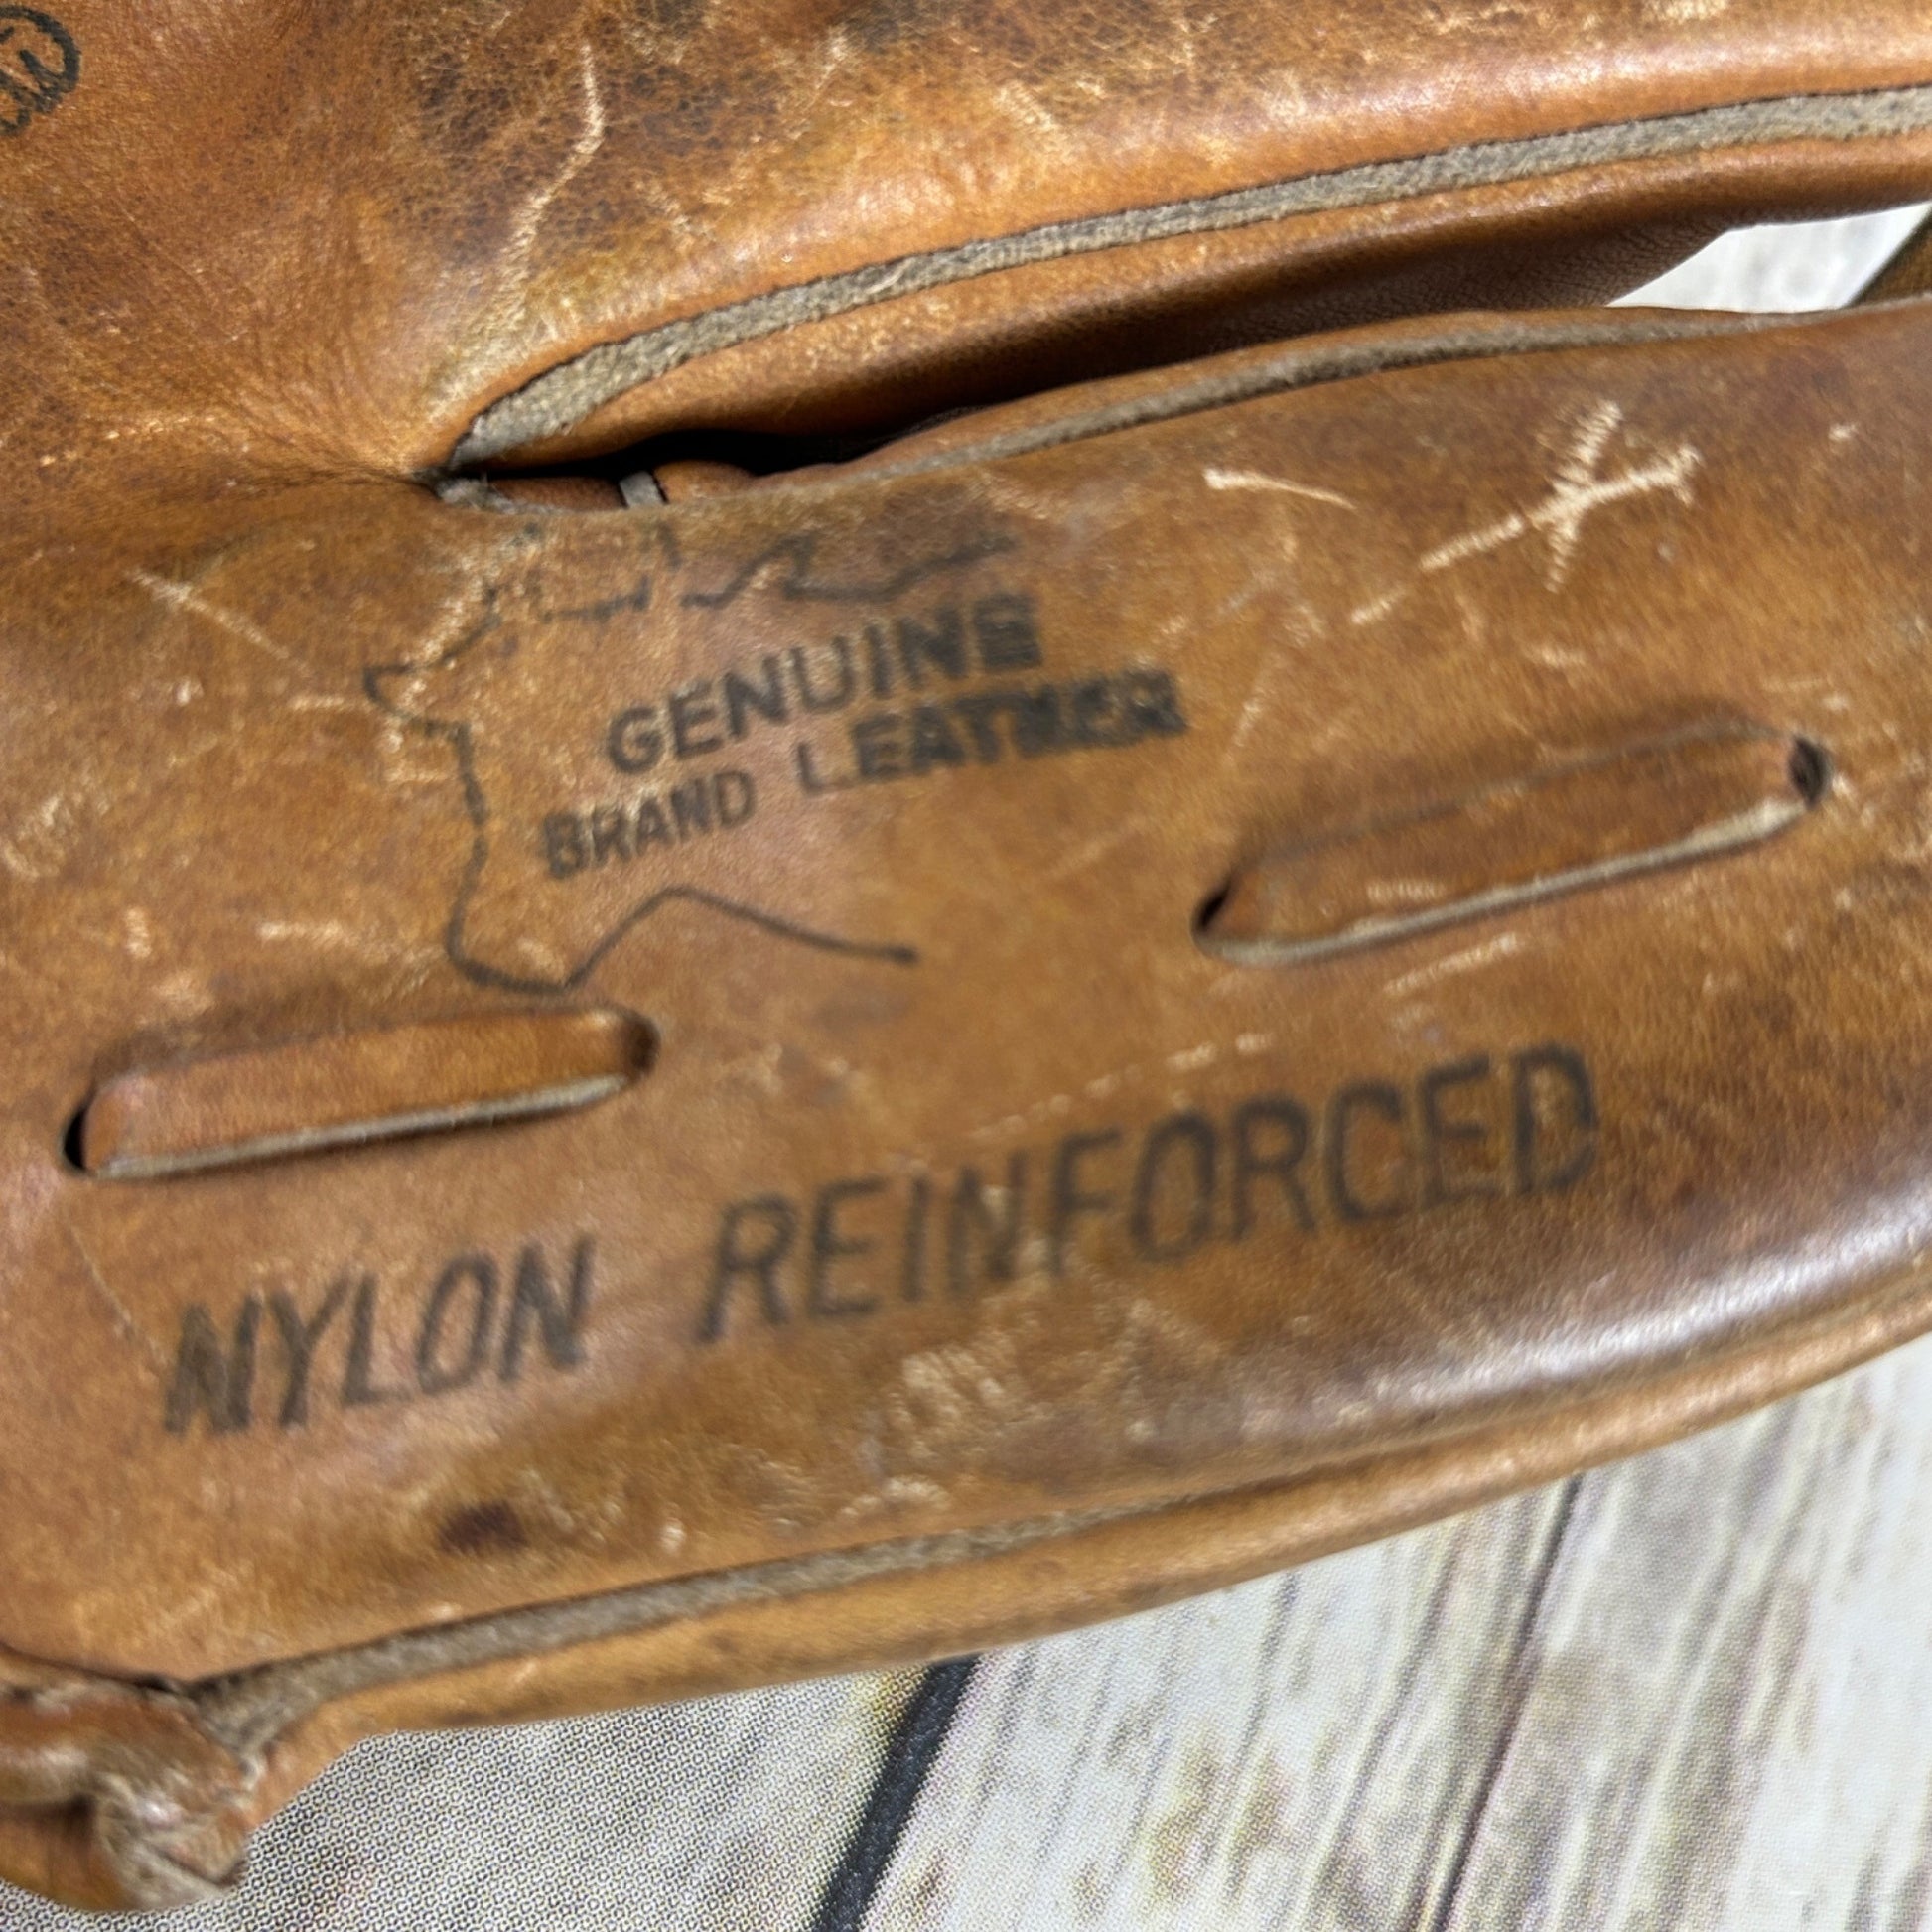 GENUINE
BRAND LEATHER
NYLON REINFORCED